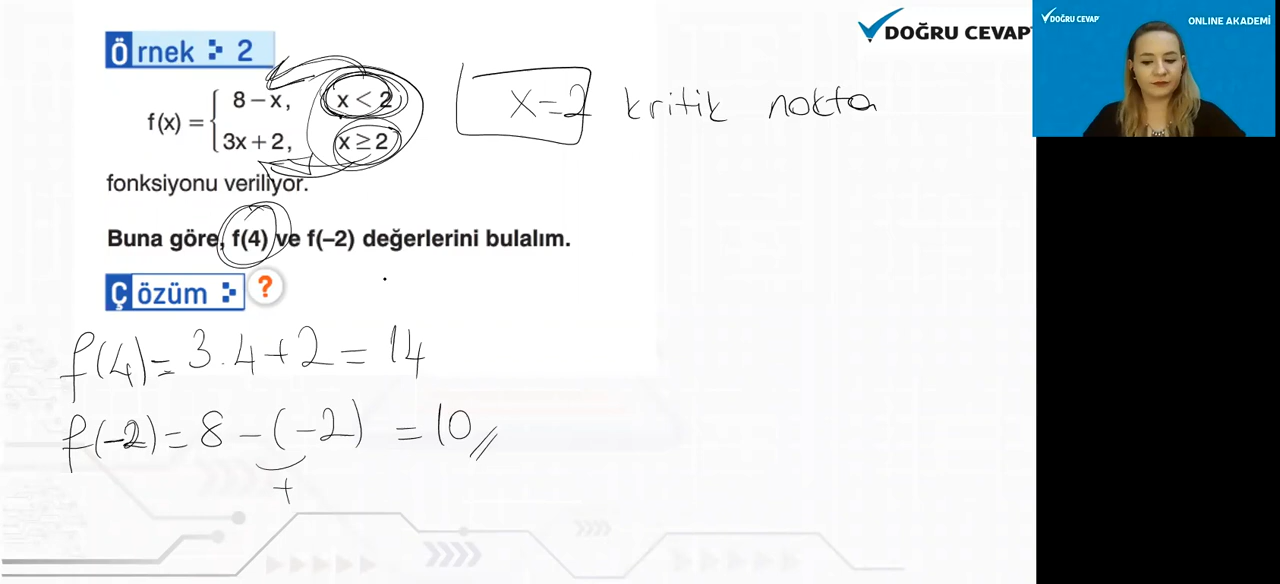 Örnek 2
f(x) = { 8 – x, x < 2
3x + 2, x ≥ 2
x=2 kritik nokta
fonksiyonu veriliyor.
Buna göre, f(4) ve f(–2) değerlerini bulalım.
Çözüm ?
f(4)= 3.4+2= 14
f(-2)= 8 -(-2) = 10//
+
DOĞRU CEVAP
DOĞRU CEVAP
ONLINE AKADEMİ